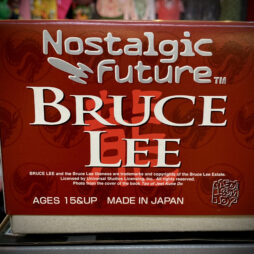 Nostalgic
Future™
龍
BRUCE
LEE
BRUCE LEE and the Bruce Lee likeness are trademarks and copyrights of the Bruce Lee Estate.
Licensed by Universal Studios Licensing, Inc. All rights reserved.
Photo from the cover of the book Tao of Jeet Kune Do
AGES 15&UP MADE IN JAPAN